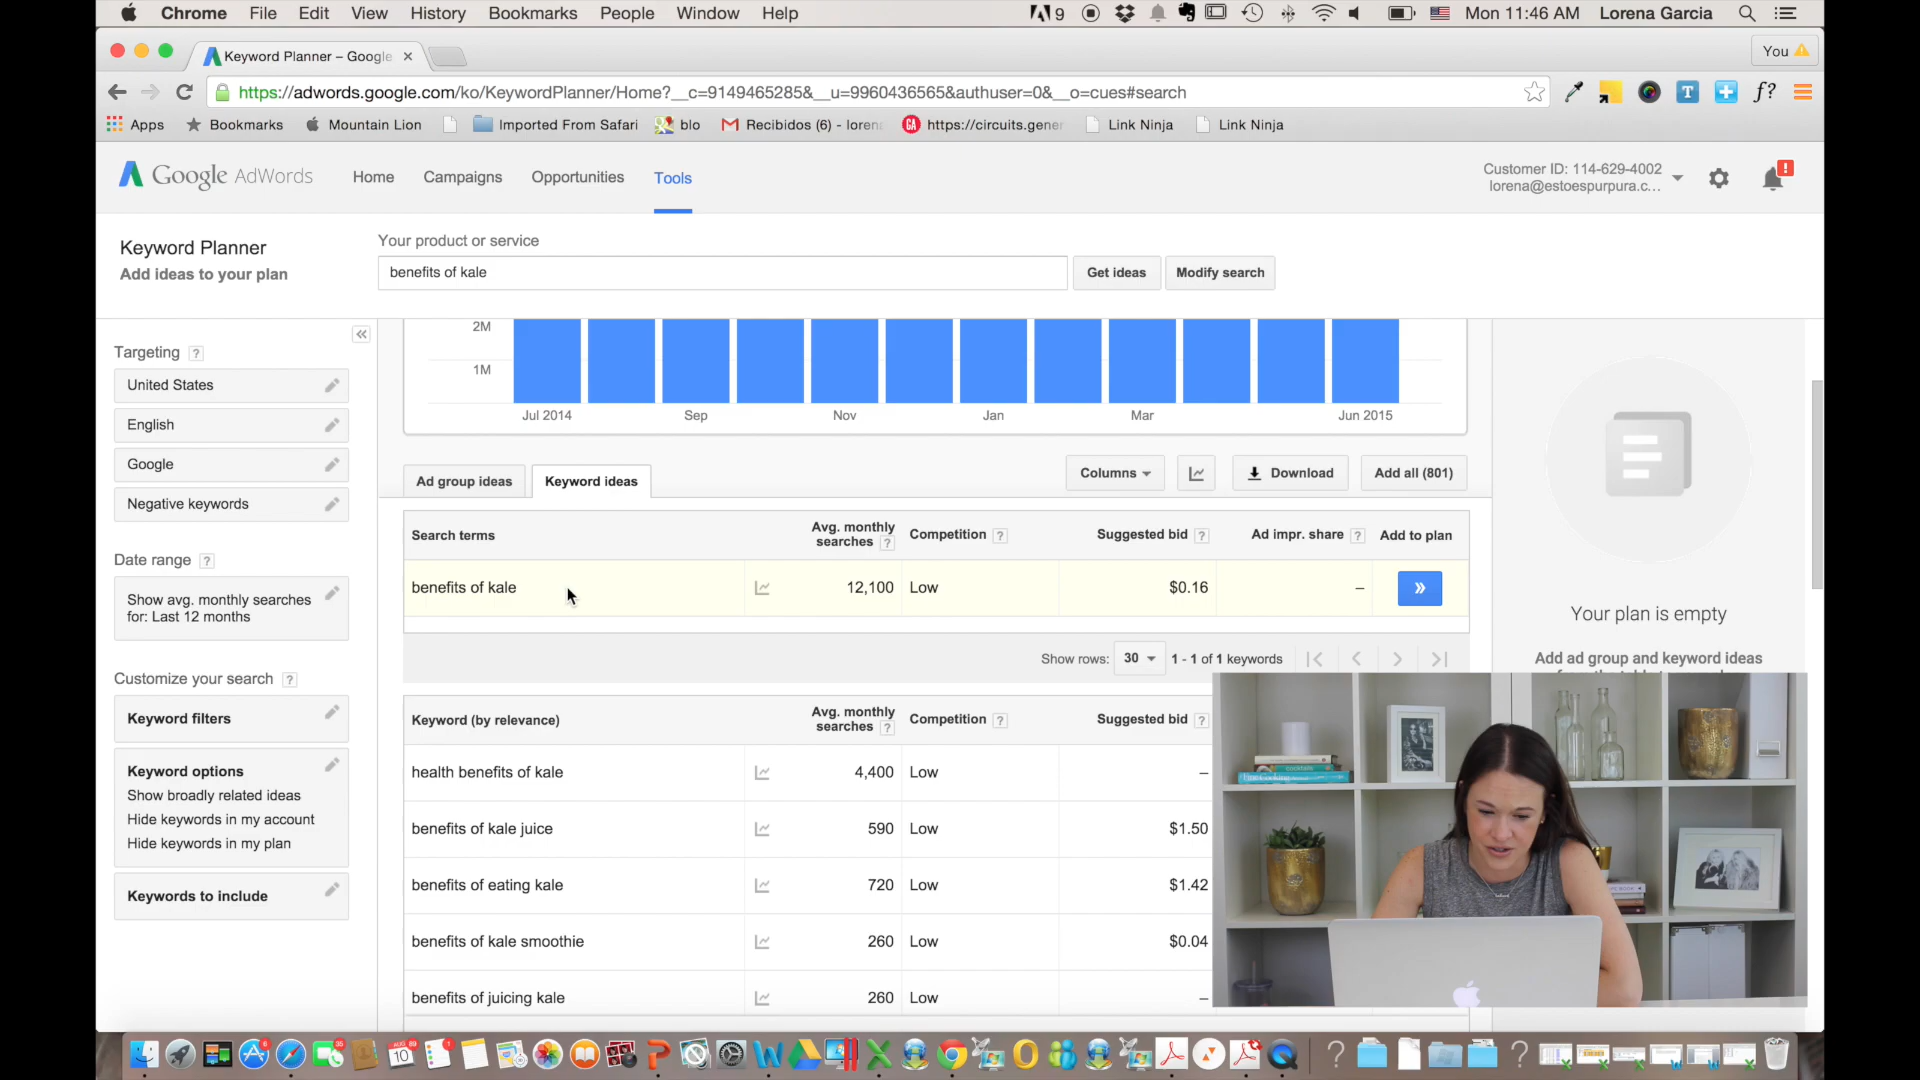 Chrome File Edit View History Bookmarks People Window Help 9 Mon 11:46 AM Lorena Garcia
Keyword Planner – Google You
https://adwords.google.com/ko/KeywordPlanner/Home?__c=9149465285&__u=9960436565&authuser=0&__o=cues#search
Apps Bookmarks Mountain Lion Imported From Safari blo Recibidos (6) - loren https://circuits.gener Link Ninja Link Ninja
Google AdWords Home Campaigns Opportunities Tools
Customer ID: 114-629-4002
lorena@estoespurpura.c...
Keyword Planner
Add ideas to your plan
Your product or service
benefits of kale Get ideas Modify search
Targeting ?
United States
English
Google
Negative keywords
Date range ?
Show avg. monthly searches
for: Last 12 months
Customize your search ?
Keyword filters
Keyword options
Show broadly related ideas
Hide keywords in my account
Hide keywords in my plan
Keywords to include
2M
1M
Jul 2014 Sep Nov Jan Mar Jun 2015
Ad group ideas Keyword ideas Columns Download Add all (801)
Search terms Avg. monthly searches ? Competition ? Suggested bid ? Ad impr. share ? Add to plan
benefits of kale 12,100 Low $0.16 – »
Show rows: 30 1 - 1 of 1 keywords
Keyword (by relevance) Avg. monthly searches ? Competition ? Suggested bid ?
health benefits of kale 4,400 Low –
benefits of kale juice 590 Low $1.50
benefits of eating kale 720 Low $1.42
benefits of kale smoothie 260 Low $0.04
benefits of juicing kale 260 Low –
Your plan is empty
Add ad group and keyword ideas